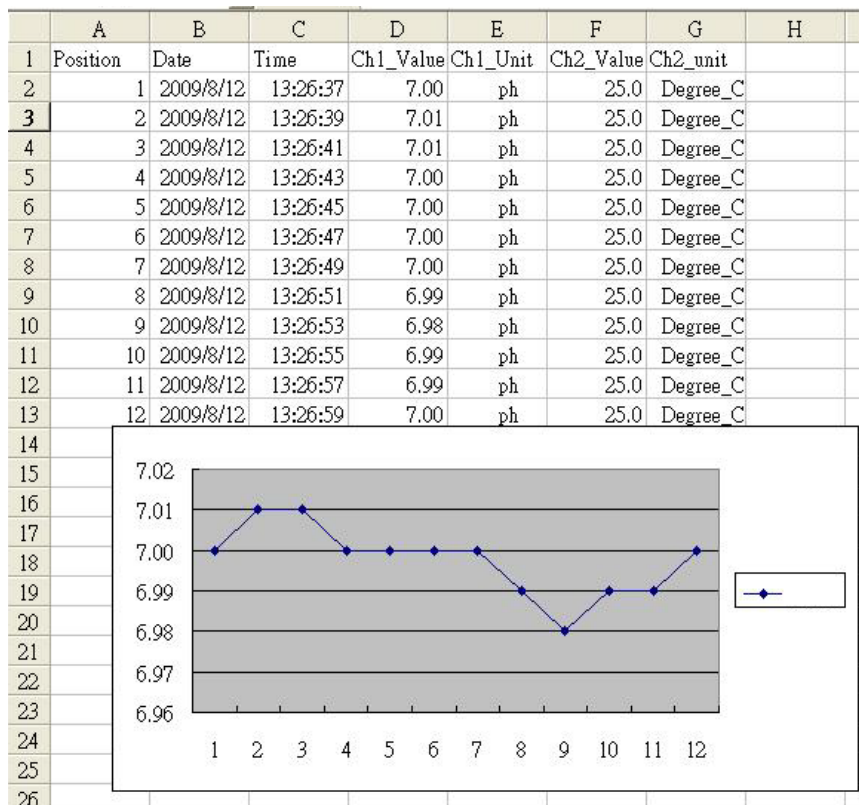 A B C D E F G H
1 Position Date Time Ch1_Value Ch1_Unit Ch2_Value Ch2_unit
2 1 2009/8/12 13:26:37 7.00 ph 25.0 Degree_C
3 2 2009/8/12 13:26:39 7.01 ph 25.0 Degree_C
4 3 2009/8/12 13:26:41 7.01 ph 25.0 Degree_C
5 4 2009/8/12 13:26:43 7.00 ph 25.0 Degree_C
6 5 2009/8/12 13:26:45 7.00 ph 25.0 Degree_C
7 6 2009/8/12 13:26:47 7.00 ph 25.0 Degree_C
8 7 2009/8/12 13:26:49 7.00 ph 25.0 Degree_C
9 8 2009/8/12 13:26:51 6.99 ph 25.0 Degree_C
10 9 2009/8/12 13:26:53 6.98 ph 25.0 Degree_C
11 10 2009/8/12 13:26:55 6.99 ph 25.0 Degree_C
12 11 2009/8/12 13:26:57 6.99 ph 25.0 Degree_C
13 12 2009/8/12 13:26:59 7.00 ph 25.0 Degree_C
14
15
16
17
18
19
20
21
22
23
24
25
26
7.02
7.01
7.00
6.99
6.98
6.97
6.96
1 2 3 4 5 6 7 8 9 10 11 12